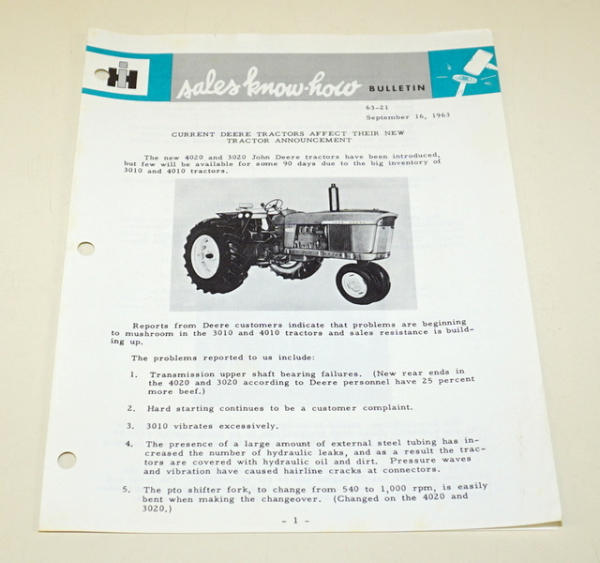 IH
sales know-how BULLETIN
63-21
September 16, 1963
CURRENT DEERE TRACTORS AFFECT THEIR NEW
TRACTOR ANNOUNCEMENT
The new 4020 and 3020 John Deere tractors have been introduced,
but few will be available for some 90 days due to the big inventory of
3010 and 4010 tractors.
Reports from Deere customers indicate that problems are beginning
to mushroom in the 3010 and 4010 tractors and sales resistance is build-
ing up.
The problems reported to us include:
1. Transmission upper shaft bearing failures. (New rear ends in
the 4020 and 3020 according to Deere personnel have 25 percent
more beef.)
2. Hard starting continues to be a customer complaint.
3. 3010 vibrates excessively.
4. The presence of a large amount of external steel tubing has in-
creased the number of hydraulic leaks, and as a result the trac-
tors are covered with hydraulic oil and dirt. Pressure waves
and vibration have caused hairline cracks at connectors.
5. The pto shifter fork, to change from 540 to 1,000 rpm, is easily
bent when making the changeover. (Changed on the 4020 and
3020.)
- 1 -